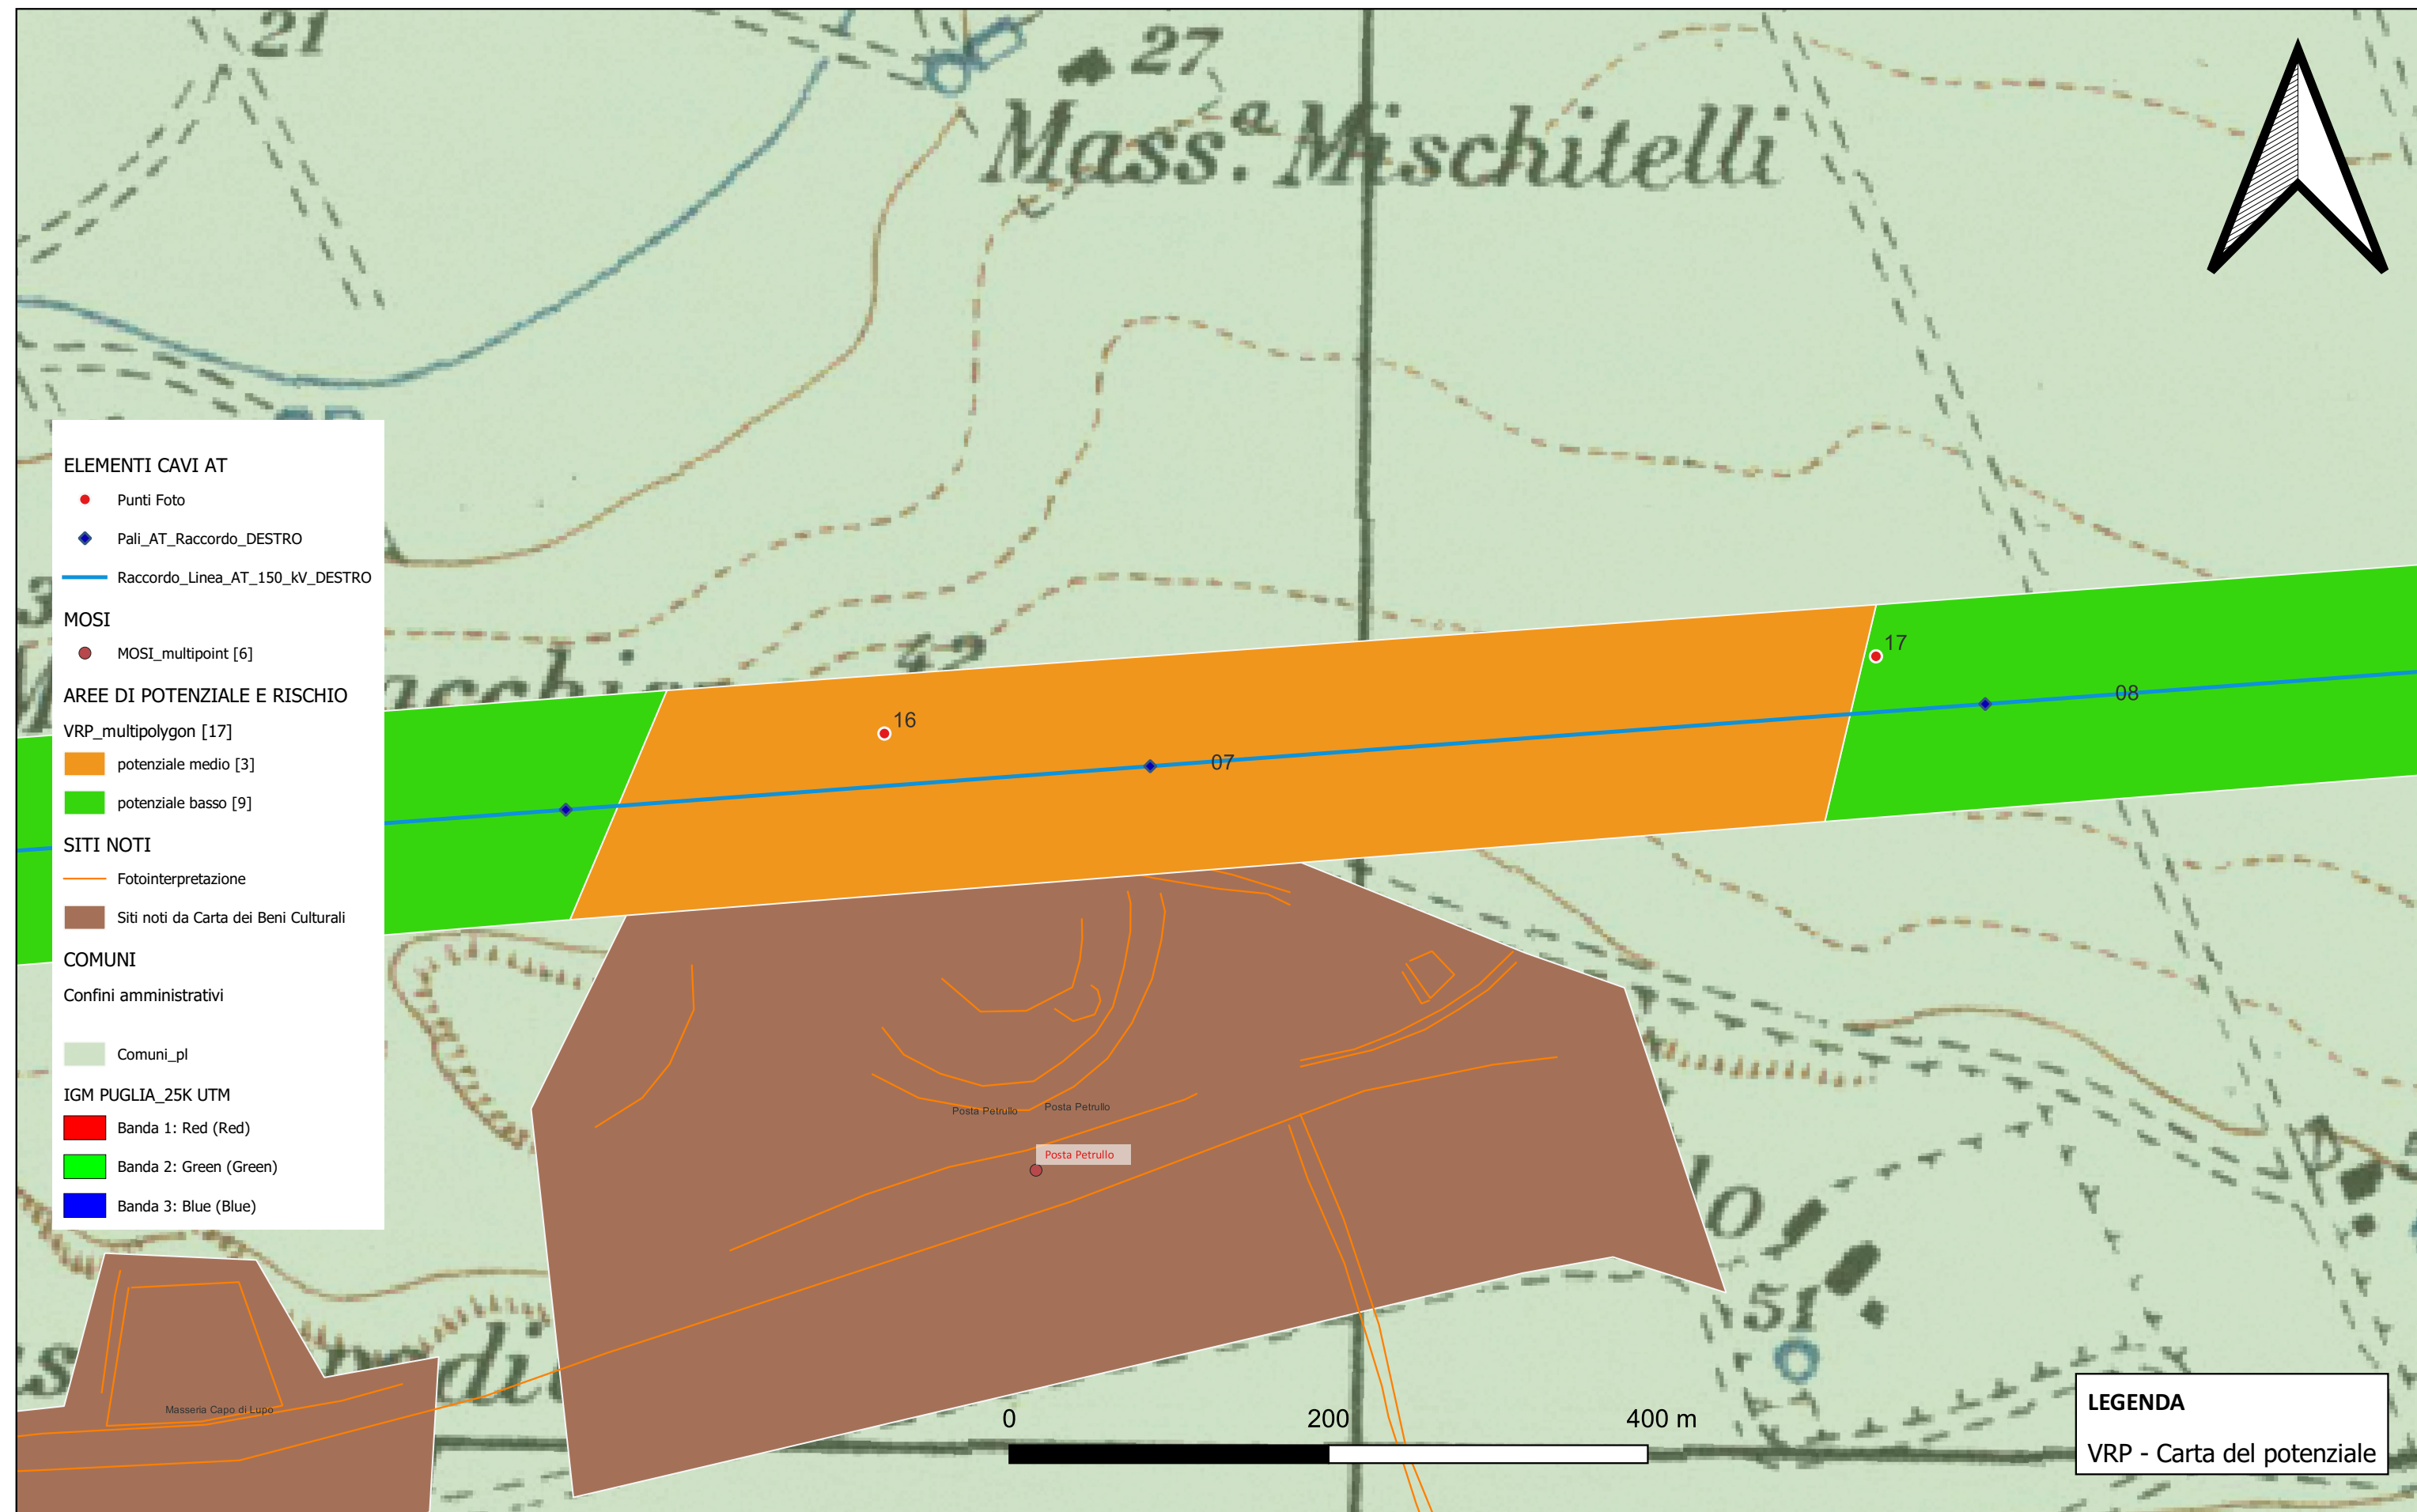 21
27
Mass.ª Mischitelli
ELEMENTI CAVI AT
Punti Foto
Pali_AT_Raccordo_DESTRO
Raccordo_Linea_AT_150_kV_DESTRO
MOSI
MOSI_multipoint [6]
AREE DI POTENZIALE E RISCHIO
VRP_multipolygon [17]
potenziale medio [3]
potenziale basso [9]
SITI NOTI
Fotointerpretazione
Siti noti da Carta dei Beni Culturali
COMUNI
Confini amministrativi
Comuni_pl
IGM PUGLIA_25K UTM
Banda 1: Red (Red)
Banda 2: Green (Green)
Banda 3: Blue (Blue)
42
17
08
16
07
Posta Petrullo
Posta Petrullo
Posta Petrullo
51
Masseria Capo di Lupo
0 200 400 m
LEGENDA
VRP - Carta del potenziale